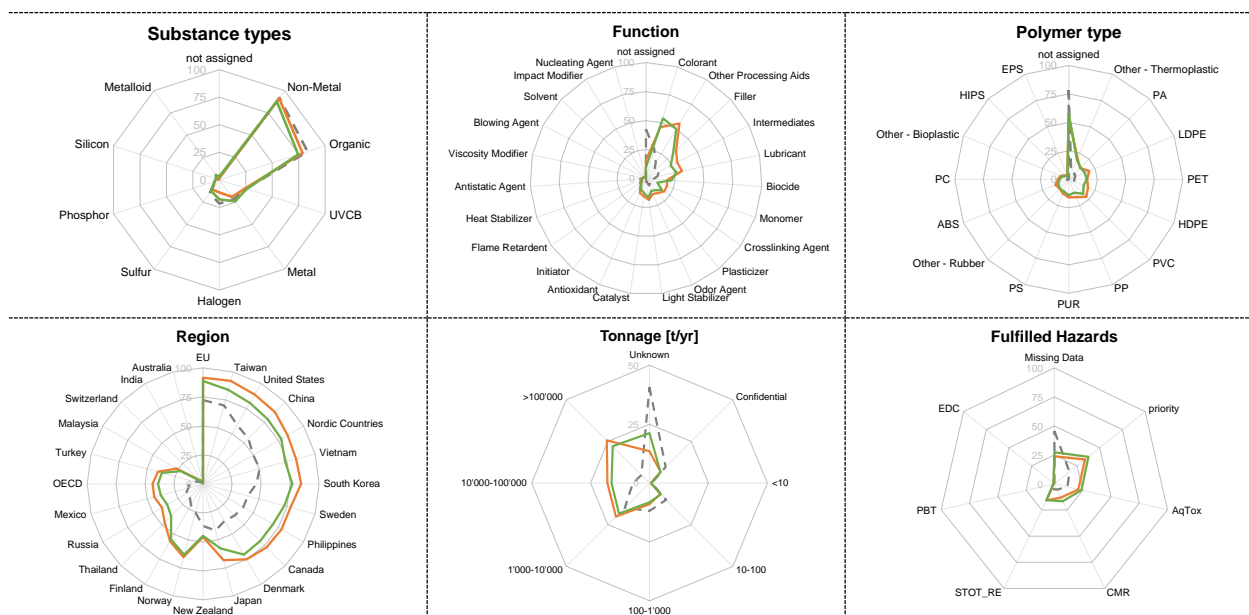 Substance types
not assigned
100
75
50
25
0
Non-Metal
Organic
UVCB
Metal
Halogen
Sulfur
Phosphor
Silicon
Metalloid
Function
not assigned
100
75
50
25
0
Colorant
Other Processing Aids
Filler
Intermediates
Lubricant
Biocide
Monomer
Crosslinking Agent
Plasticizer
Odor Agent
Light Stabilizer
Catalyst
Antioxidant
Initiator
Flame Retardent
Heat Stabilizer
Antistatic Agent
Viscosity Modifier
Blowing Agent
Solvent
Impact Modifier
Nucleating Agent
Polymer type
not assigned
100
75
50
25
0
Other - Thermoplastic
PA
LDPE
PET
HDPE
PVC
PP
PUR
PS
Other - Rubber
ABS
PC
Other - Bioplastic
HIPS
EPS
Region
EU
100
75
50
25
0
Taiwan
United States
China
Nordic Countries
Vietnam
South Korea
Sweden
Philippines
Canada
Denmark
Japan
New Zealand
Norway
Finland
Thailand
Russia
Mexico
OECD
Turkey
Malaysia
Switzerland
India
Australia
Tonnage [t/yr]
Unknown
50
25
0
Confidential
<10
10-100
100-1'000
1'000-10'000
10'000-100'000
>100'000
Fulfilled Hazards
Missing Data
100
75
50
25
0
priority
AqTox
CMR
STOT_RE
PBT
EDC